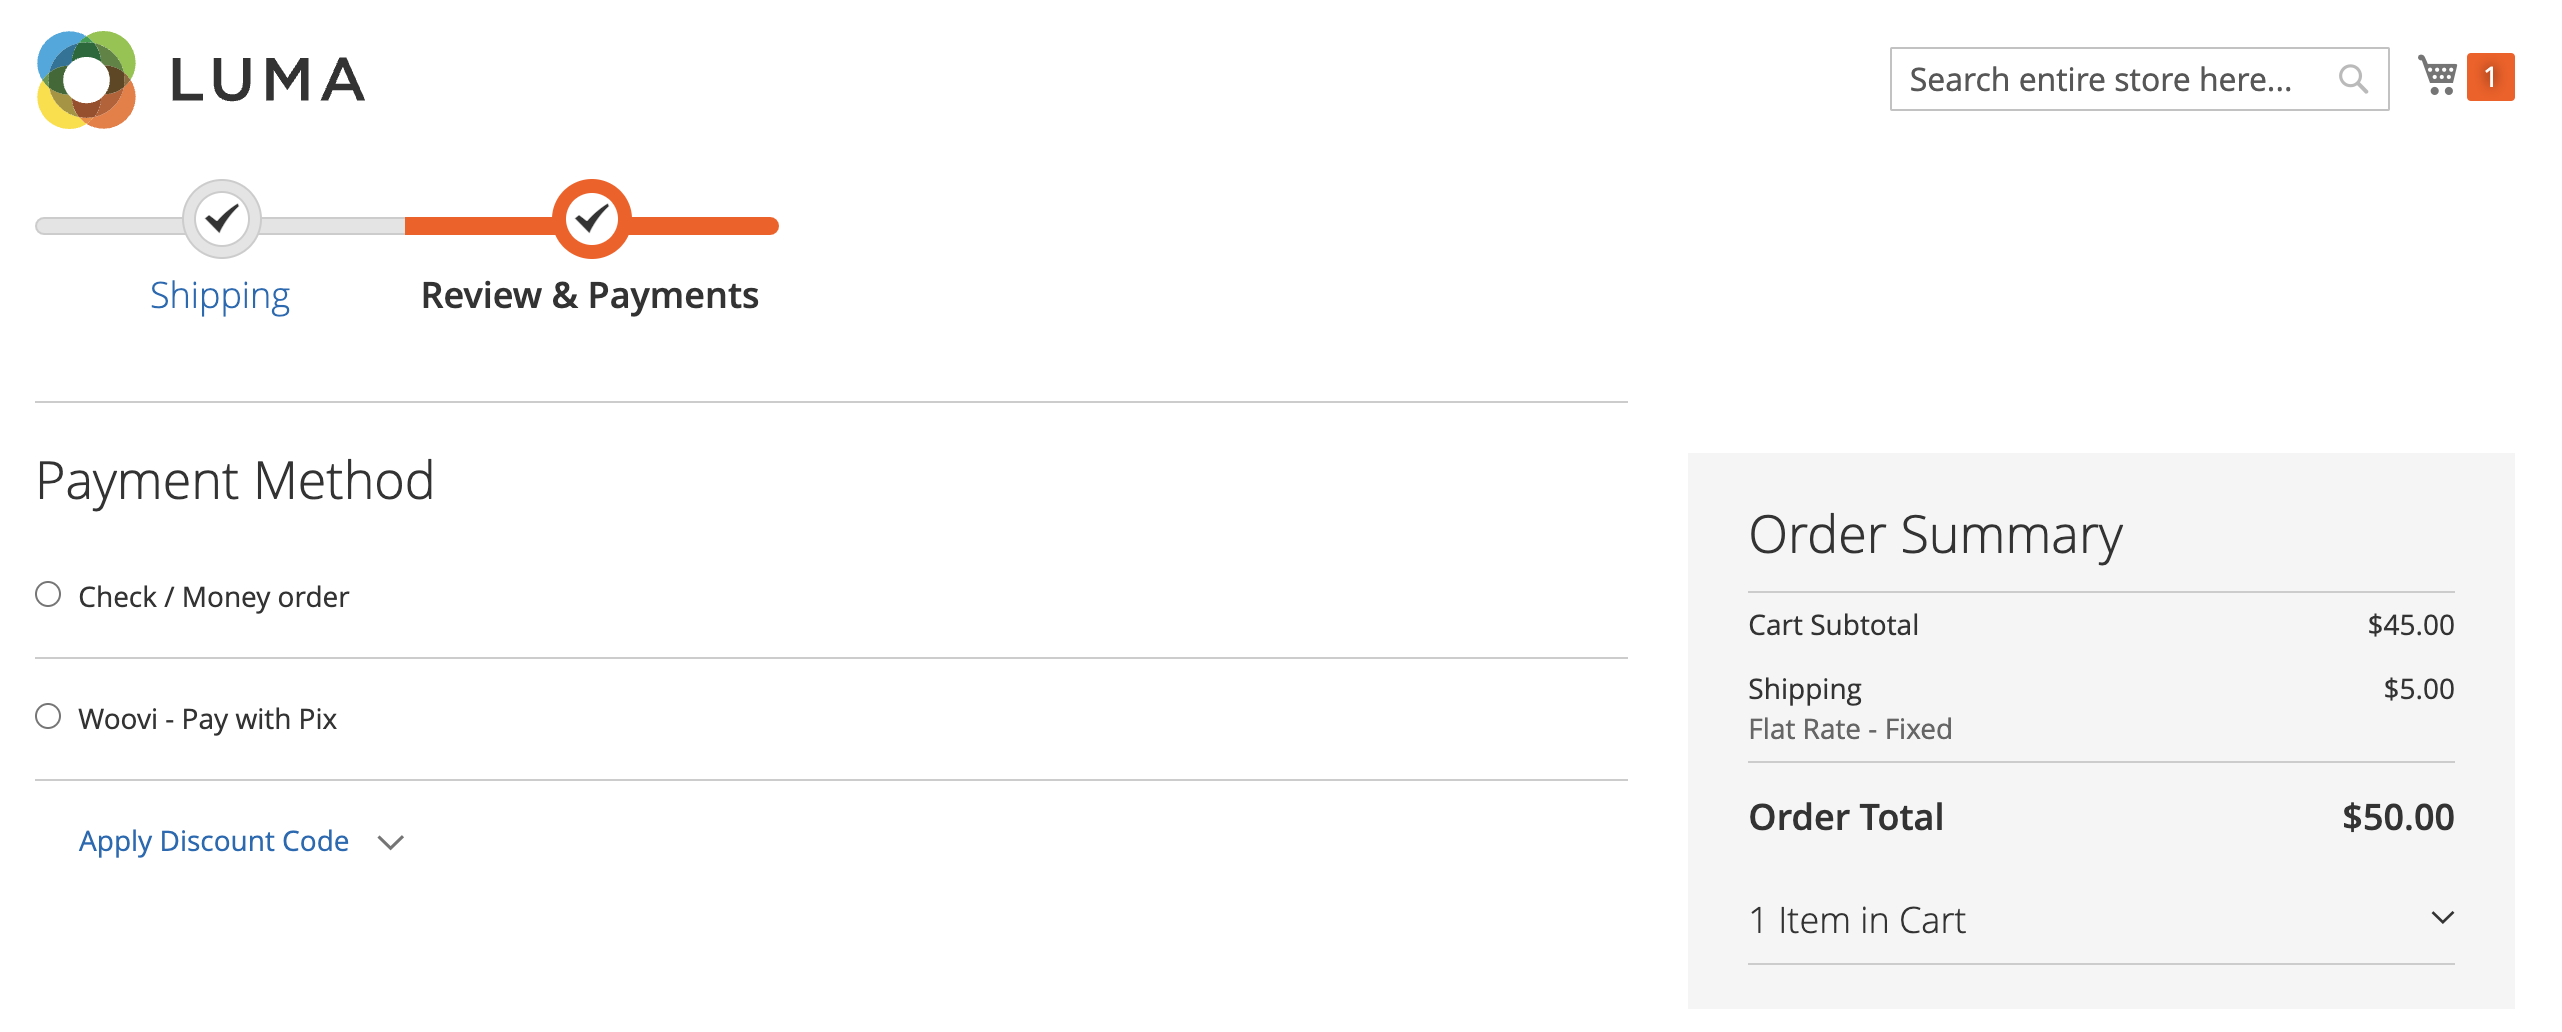 LUMA
Search entire store here...
1
Shipping
Review & Payments
Payment Method
Check / Money order
Woovi - Pay with Pix
Apply Discount Code
Order Summary
Cart Subtotal $45.00
Shipping $5.00
Flat Rate - Fixed
Order Total $50.00
1 Item in Cart